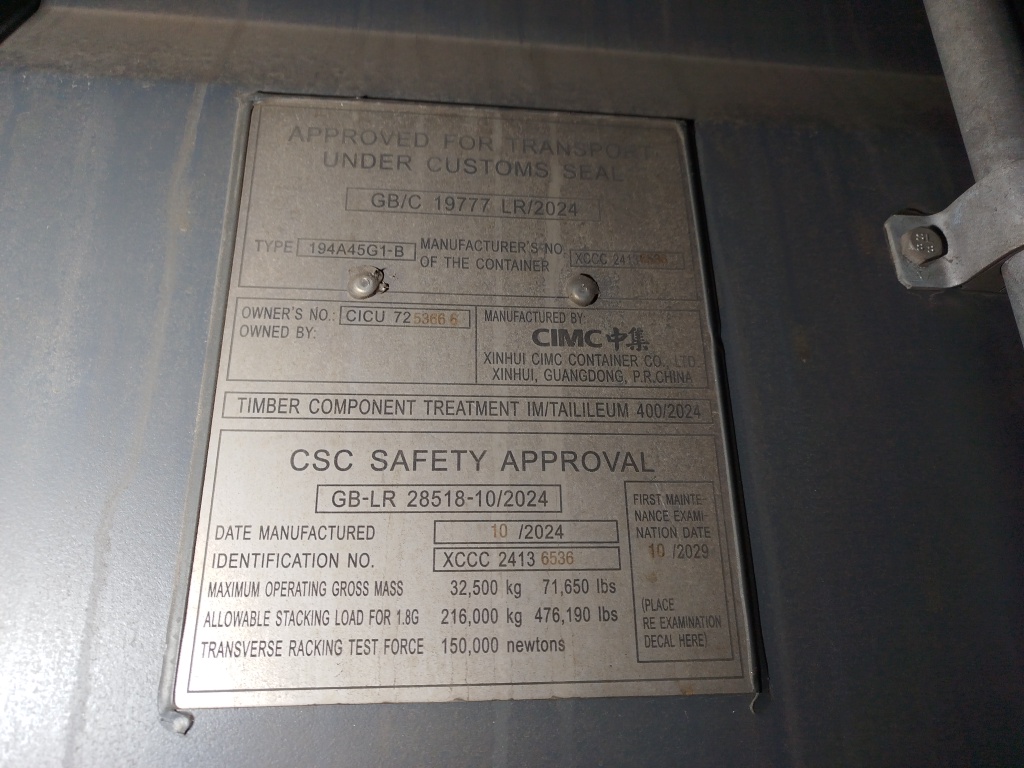 APPROVED FOR TRANSPORT
UNDER CUSTOMS SEAL
GB/C 19777 LR/2024
TYPE 194A45G1-B
MANUFACTURER'S NO.
OF THE CONTAINER
XCCC 2413 6536
OWNER'S NO.: CICU 72 5366 6
OWNED BY:
MANUFACTURED BY:
CIMC 中集
XINHUI CIMC CONTAINER CO., LTD
XINHUI, GUANGDONG, P.R.CHINA
TIMBER COMPONENT TREATMENT IM/TAILILEUM 400/2024
CSC SAFETY APPROVAL
GB-LR 28518-10/2024
DATE MANUFACTURED 10 /2024
IDENTIFICATION NO. XCCC 2413 6536
MAXIMUM OPERATING GROSS MASS 32,500 kg 71,650 lbs
ALLOWABLE STACKING LOAD FOR 1.8G 216,000 kg 476,190 lbs
TRANSVERSE RACKING TEST FORCE 150,000 newtons
FIRST MAINTE-
NANCE EXAMI-
NATION DATE
10 /2029
(PLACE
RE EXAMINATION
DECAL HERE)